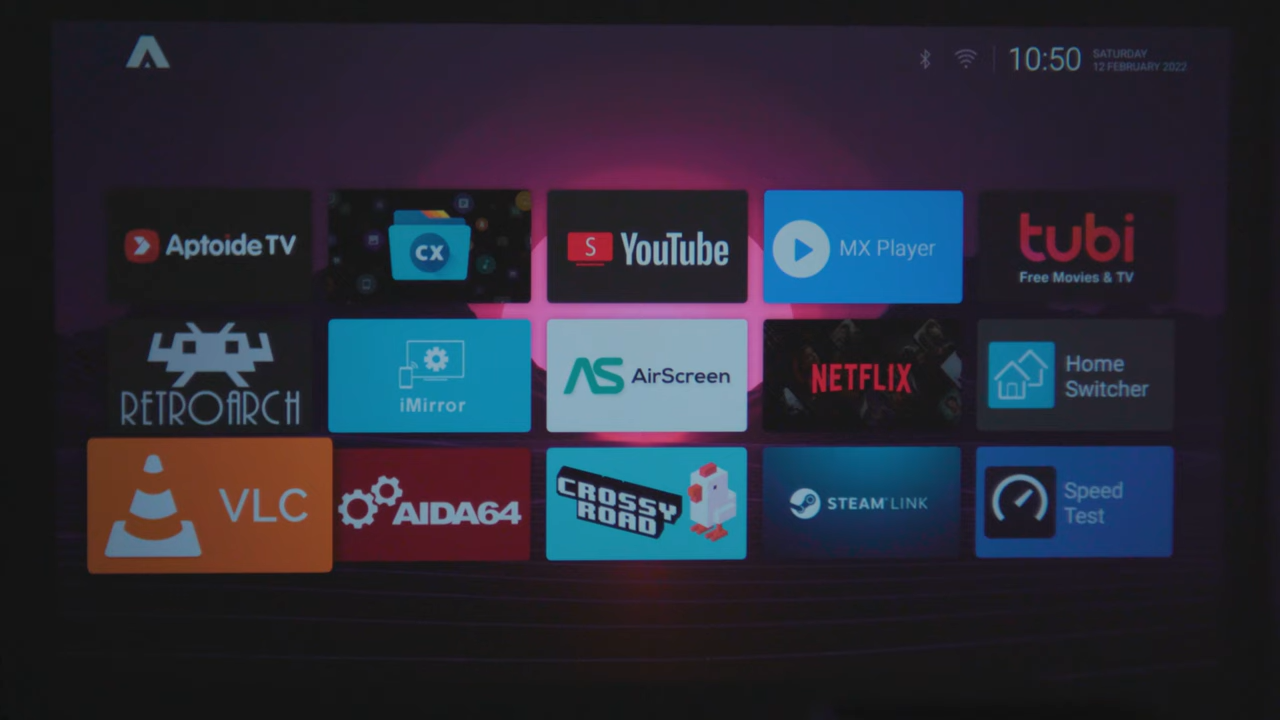 10:50
SATURDAY
12 FEBRUARY 2022
Aptoide TV
CX
S YouTube
MX Player
tubi
Free Movies & TV
RETROARCH
iMirror
AS AirScreen
NETFLIX
Home
Switcher
VLC
AIDA64
CROSSY
ROAD
STEAM LINK
Speed
Test